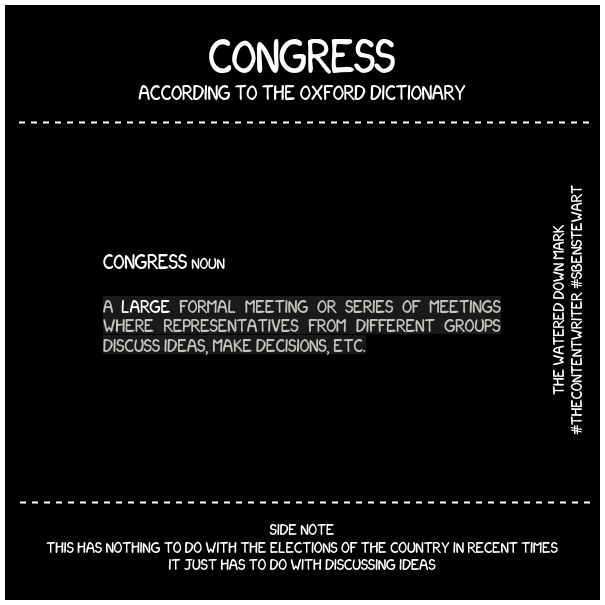 CONGRESS
ACCORDING TO THE OXFORD DICTIONARY
CONGRESS NOUN
A LARGE FORMAL MEETING OR SERIES OF MEETINGS
WHERE REPRESENTATIVES FROM DIFFERENT GROUPS
DISCUSS IDEAS, MAKE DECISIONS, ETC.
THE WATERED DOWN MARK
#THECONTENTWRITER #SBENSTEWART
SIDE NOTE
THIS HAS NOTHING TO DO WITH THE ELECTIONS OF THE COUNTRY IN RECENT TIMES
IT JUST HAS TO DO WITH DISCUSSING IDEAS